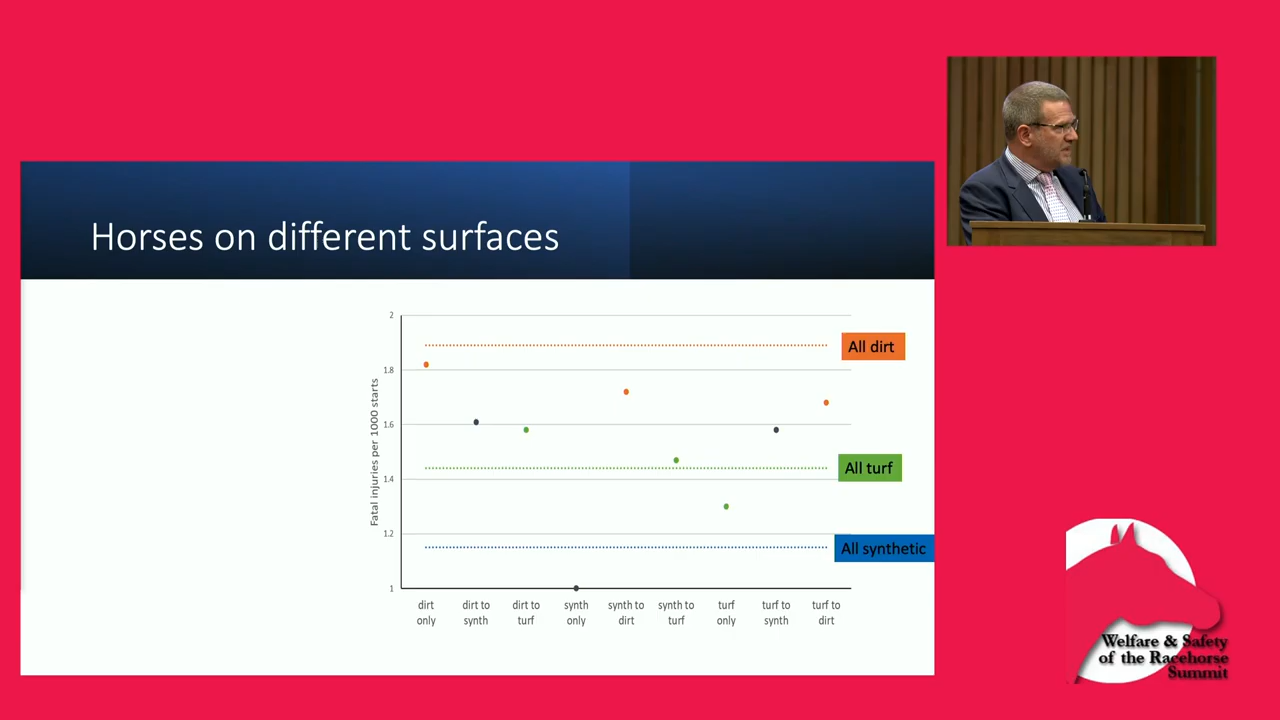 Horses on different surfaces
Fatal injuries per 1000 starts
2
1.8
1.6
1.4
1.2
1
All dirt
All turf
All synthetic
dirt only
dirt to synth
dirt to turf
synth only
synth to dirt
synth to turf
turf only
turf to synth
turf to dirt
Welfare & Safety
of the Racehorse
Summit